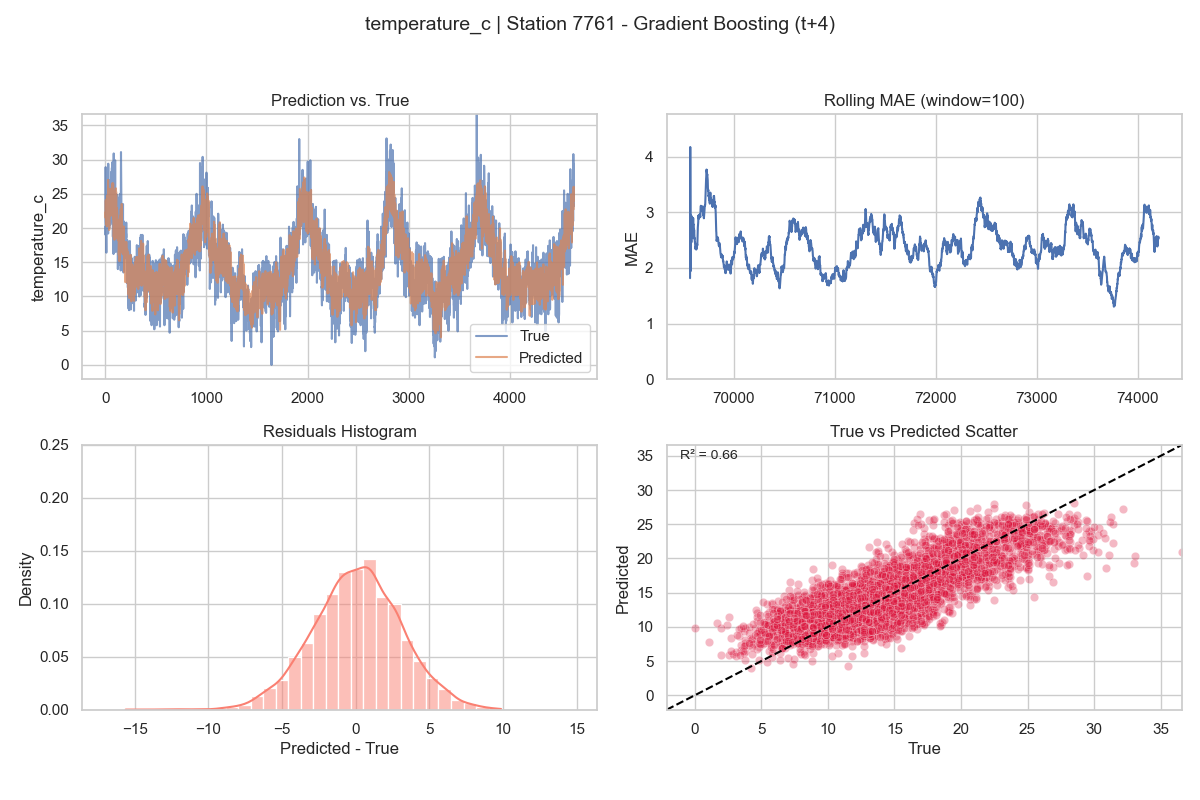 temperature_c | Station 7761 - Gradient Boosting (t+4)
Prediction vs. True
temperature_c
35
30
25
20
15
10
5
0
0 1000 2000 3000 4000
True
Predicted
Rolling MAE (window=100)
MAE
4
3
2
1
0
70000 71000 72000 73000 74000
Residuals Histogram
Density
0.25
0.20
0.15
0.10
0.05
0.00
−15 −10 −5 0 5 10 15
Predicted - True
True vs Predicted Scatter
R² = 0.66
Predicted
35
30
25
20
15
10
5
0
0 5 10 15 20 25 30 35
True